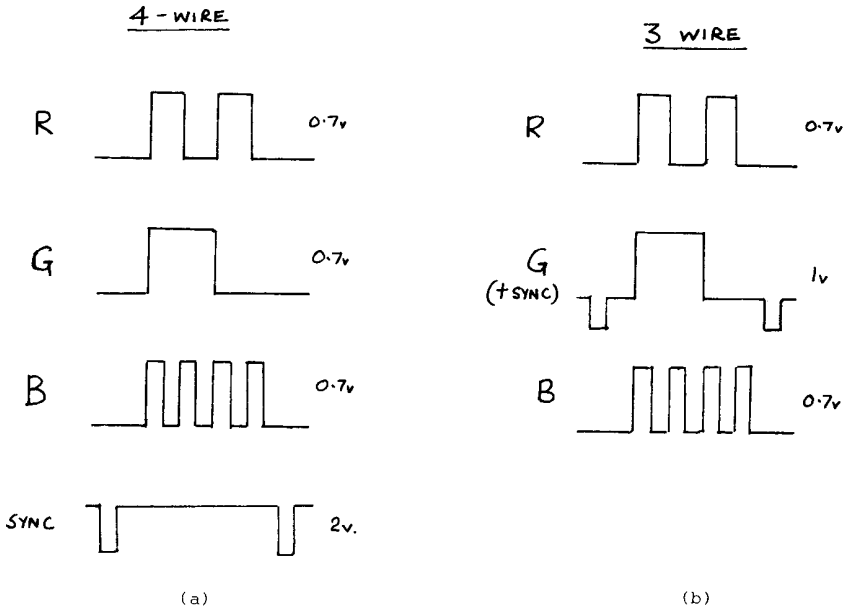 4-WIRE
R
0.7v
G
0.7v
B
0.7v
SYNC
2v.
(a)
3 WIRE
R
0.7v
G
(+SYNC)
1v
B
0.7v
(b)